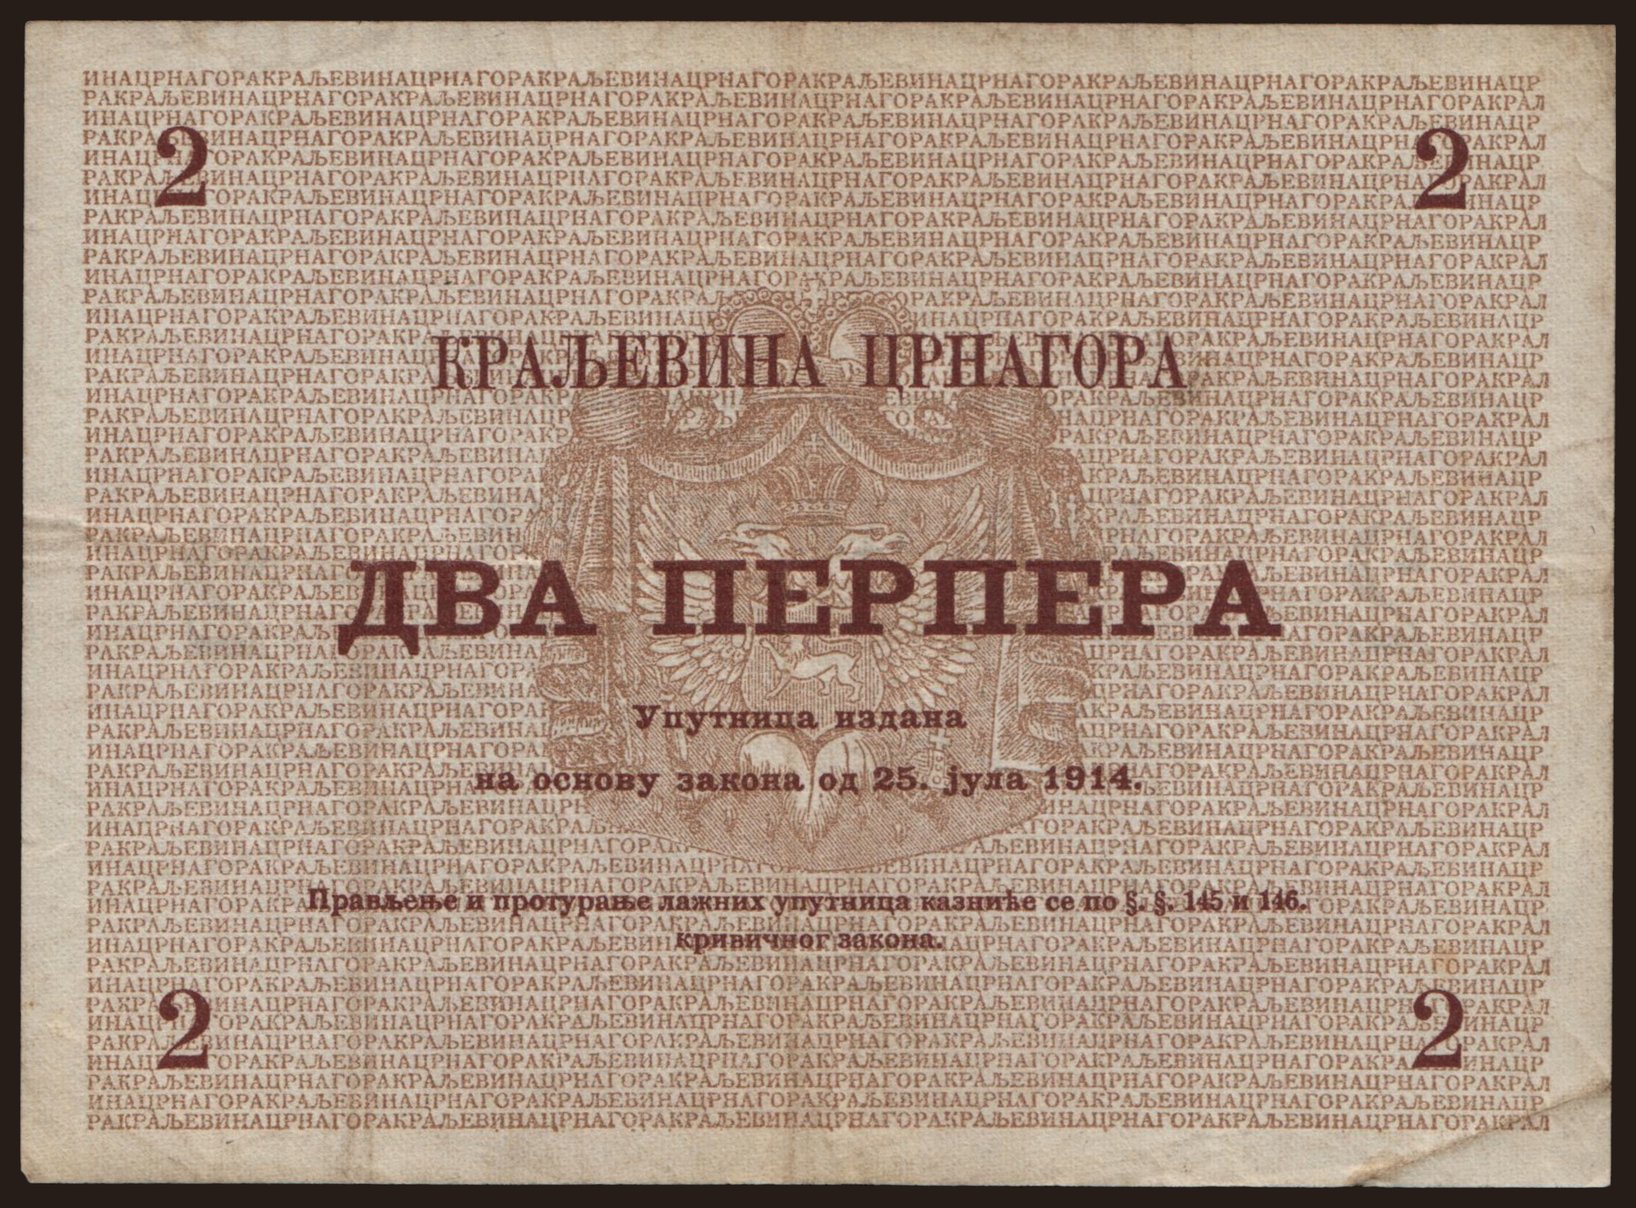 2 2
КРАЉЕВИНА ЦРНАГОРА
ДВА ПЕРПЕРА
Упутница издана
на основу закона од 25. јула 1914.
Прављење и протурање лажних упутница казниће се по §. §. 145 и 146.
кривичног закона.
2 2